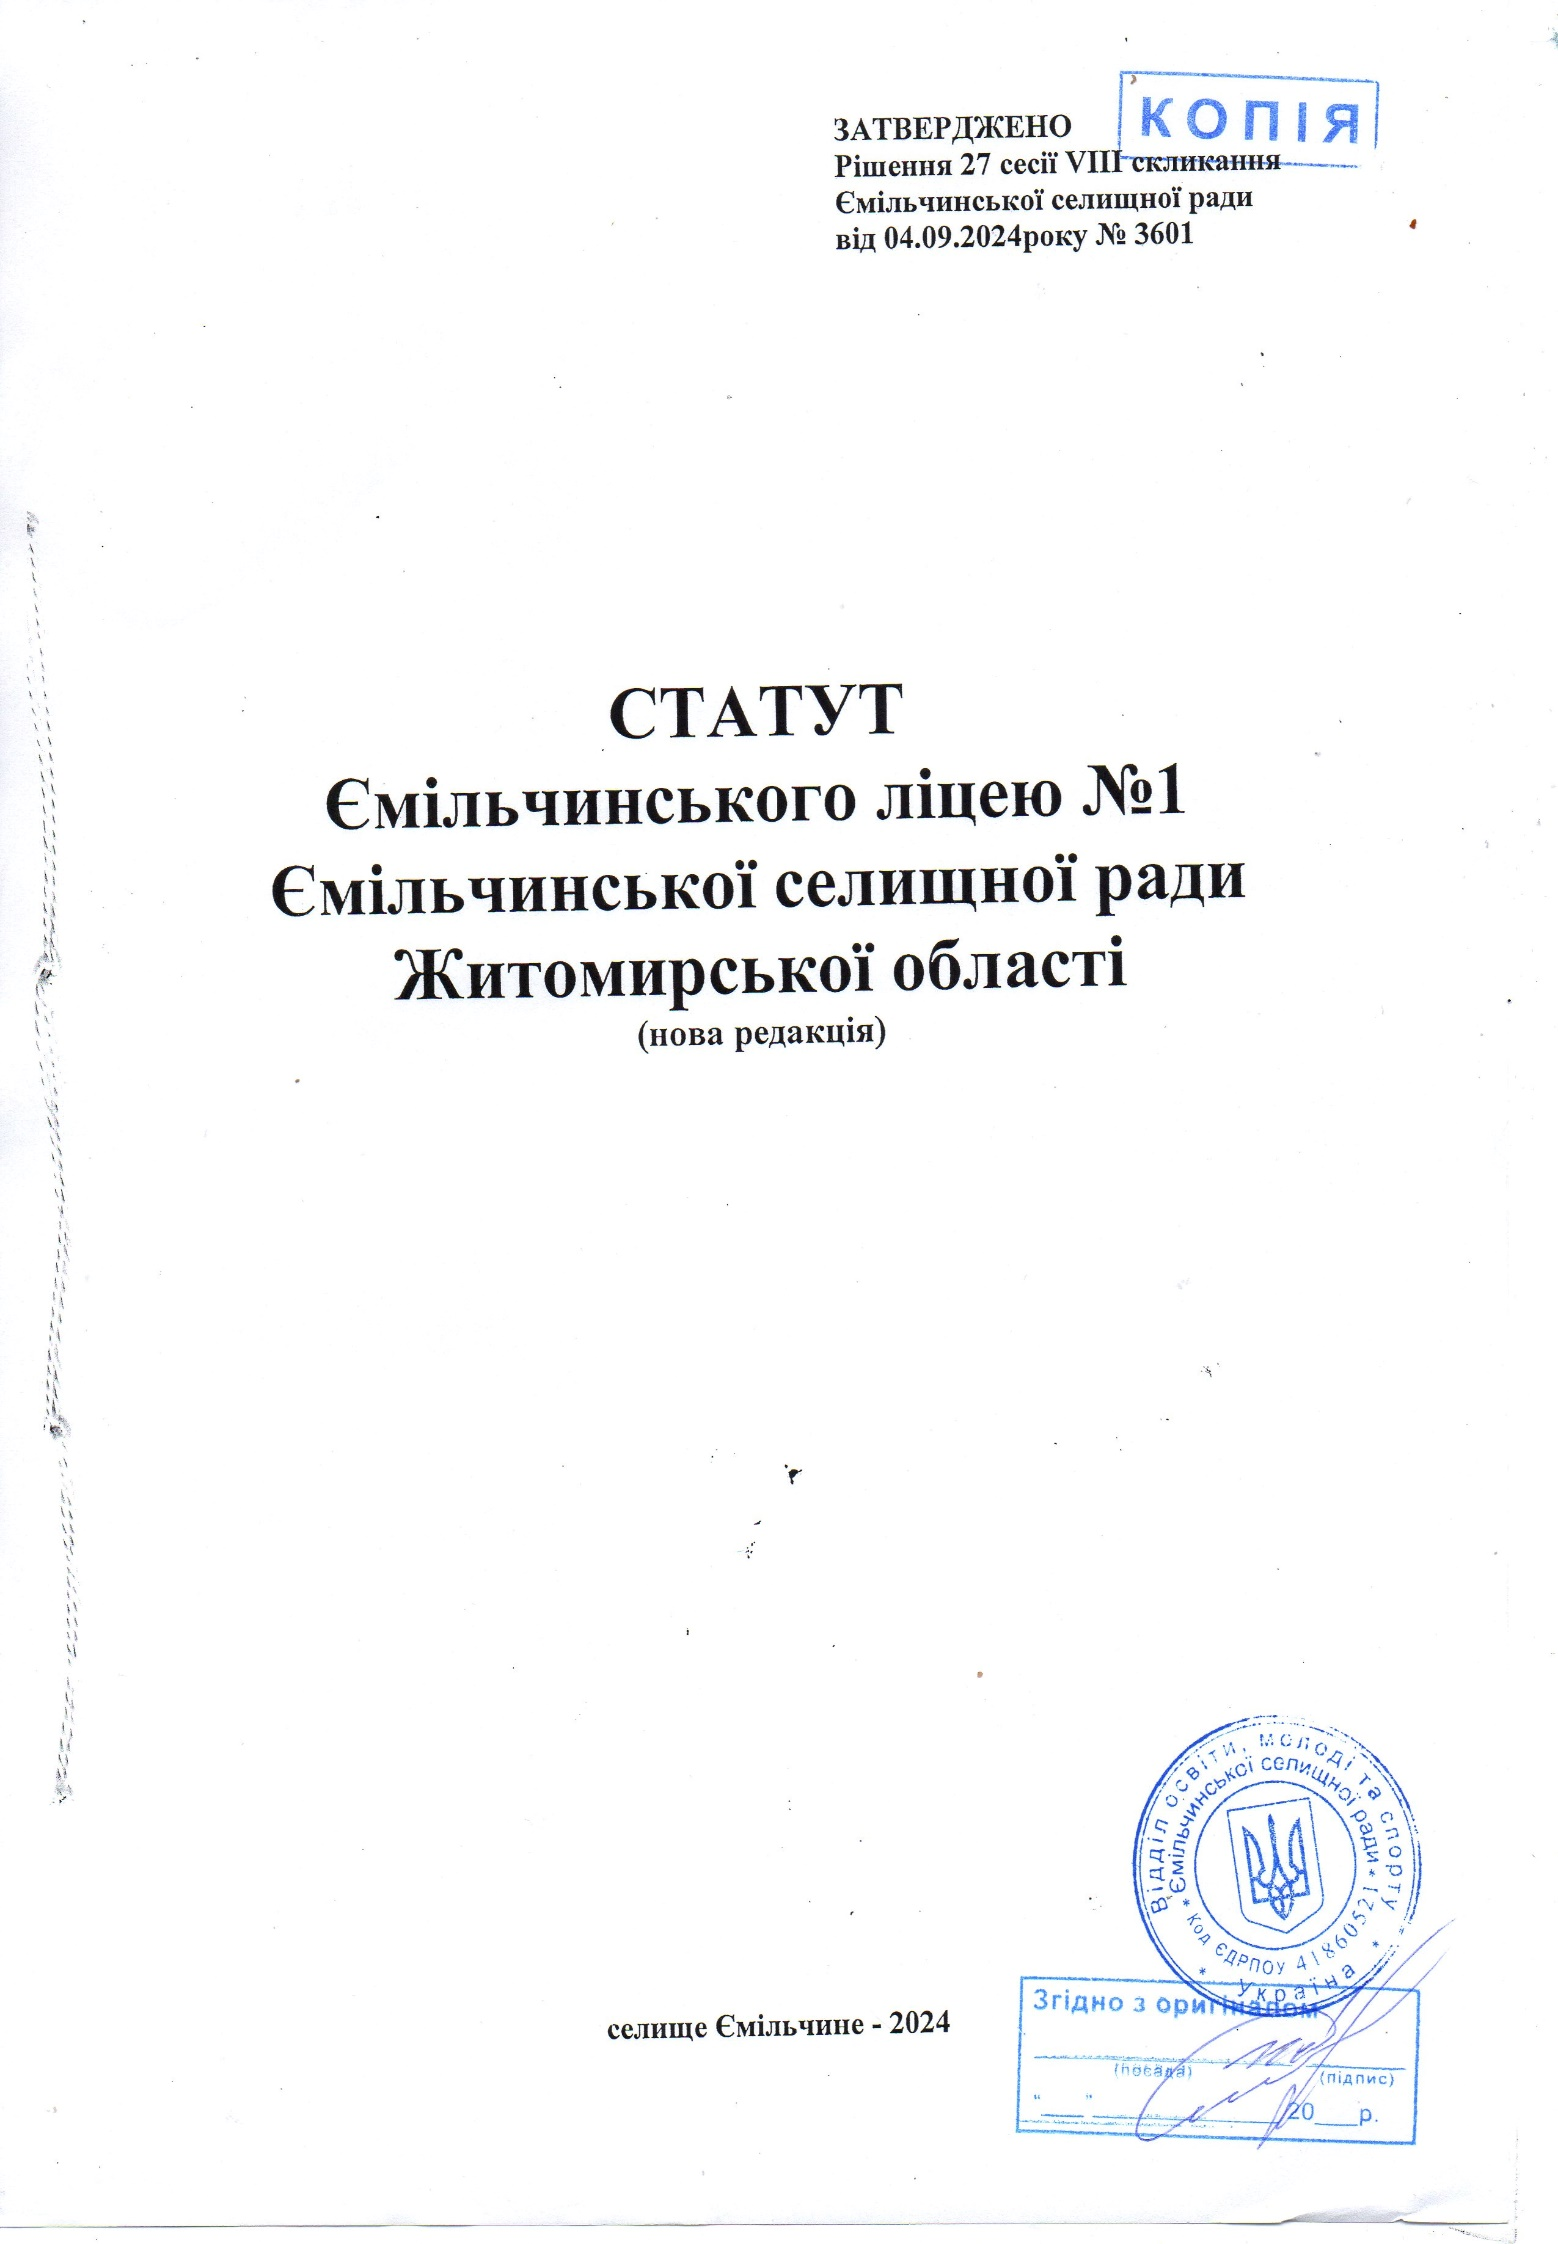 КОПІЯ
ЗАТВЕРДЖЕНО
Рішення 27 сесії VIII скликання
Ємільчинської селищної ради
від 04.09.2024року № 3601
СТАТУТ
Ємільчинського ліцею №1
Ємільчинської селищної ради
Житомирської області
(нова редакція)
Відділ освіти, молоді та спорту
Ємільчинської селищної ради
* Код ЄДРПОУ 41860521 *
* Україна *
селище Ємільчине - 2024
Згідно з оригіналом
(посада) (підпис)
“___” ___ 20___р.